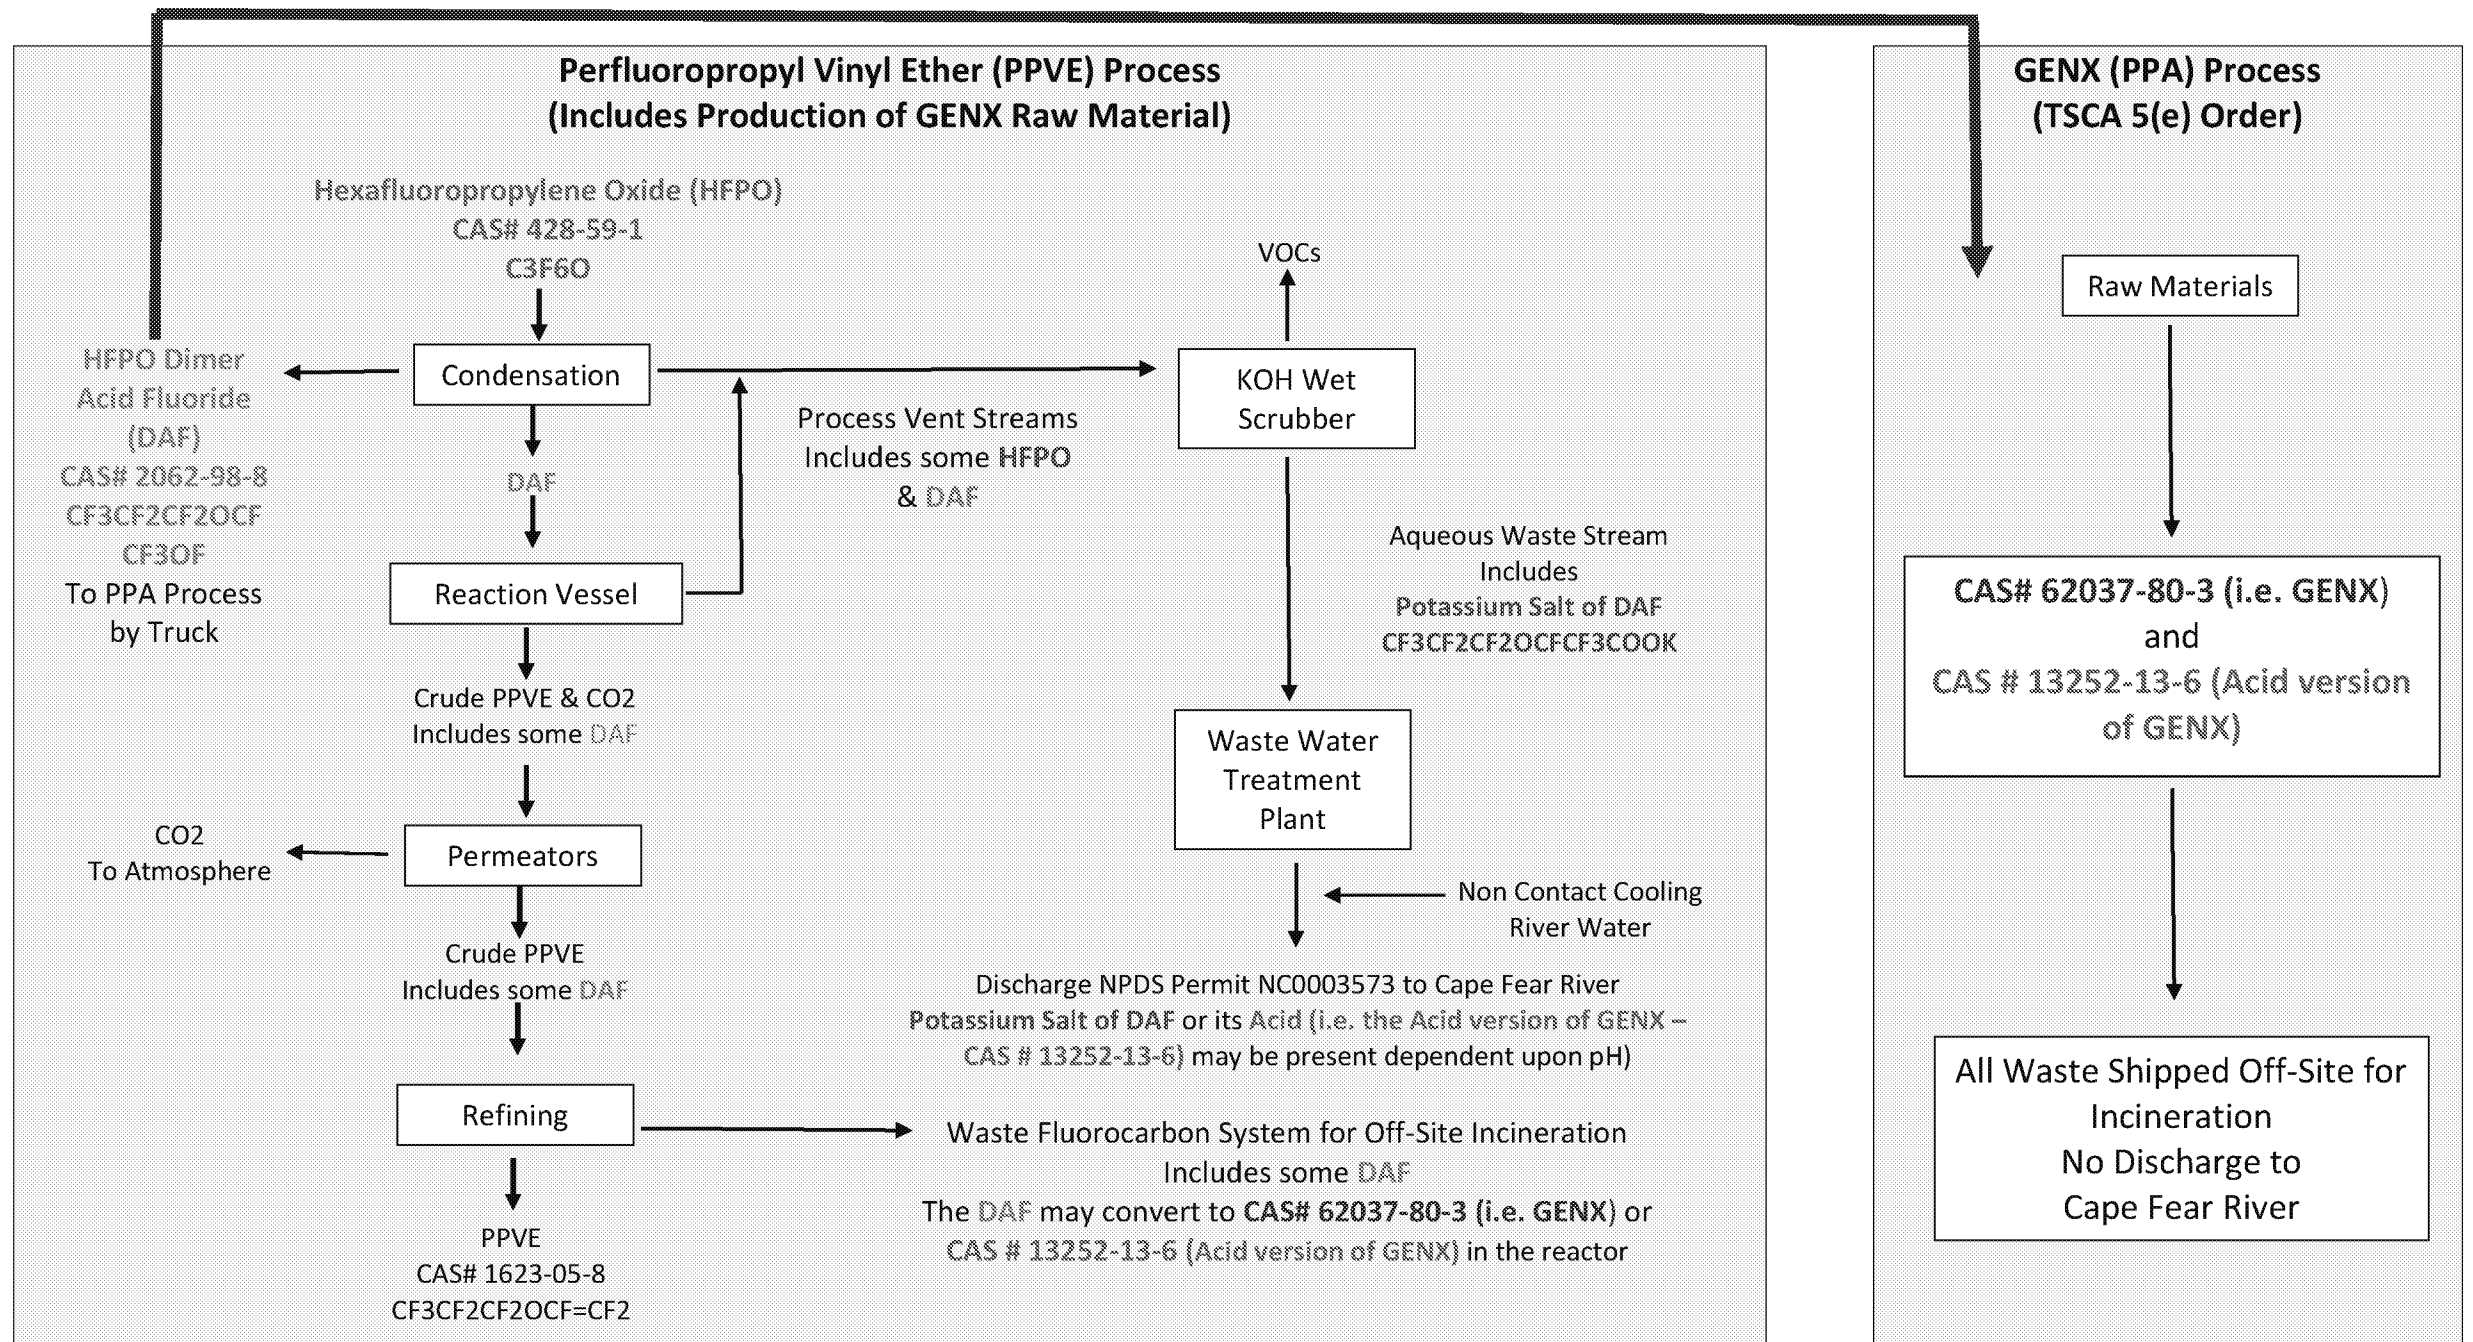 Perfluoropropyl Vinyl Ether (PPVE) Process
(Includes Production of GENX Raw Material)
Hexafluoropropylene Oxide (HFPO)
CAS# 428-59-1
C3F6O
HFPO Dimer
Acid Fluoride
(DAF)
CAS# 2062-98-8
CF3CF2CF2OCF
CF3OF
To PPA Process
by Truck
Condensation
DAF
Reaction Vessel
Crude PPVE & CO2
Includes some DAF
Permeators
CO2
To Atmosphere
Crude PPVE
Includes some DAF
Refining
PPVE
CAS# 1623-05-8
CF3CF2CF2OCF=CF2
Process Vent Streams
Includes some HFPO
& DAF
VOCs
KOH Wet
Scrubber
Aqueous Waste Stream
Includes
Potassium Salt of DAF
CF3CF2CF2OCFCF3COOK
Waste Water
Treatment
Plant
Non Contact Cooling
River Water
Discharge NPDS Permit NC0003573 to Cape Fear River
Potassium Salt of DAF or its Acid (i.e. the Acid version of GENX –
CAS # 13252-13-6) may be present dependent upon pH)
Waste Fluorocarbon System for Off-Site Incineration
Includes some DAF
The DAF may convert to CAS# 62037-80-3 (i.e. GENX) or
CAS # 13252-13-6 (Acid version of GENX) in the reactor
GENX (PPA) Process
(TSCA 5(e) Order)
Raw Materials
CAS# 62037-80-3 (i.e. GENX)
and
CAS # 13252-13-6 (Acid version
of GENX)
All Waste Shipped Off-Site for
Incineration
No Discharge to
Cape Fear River